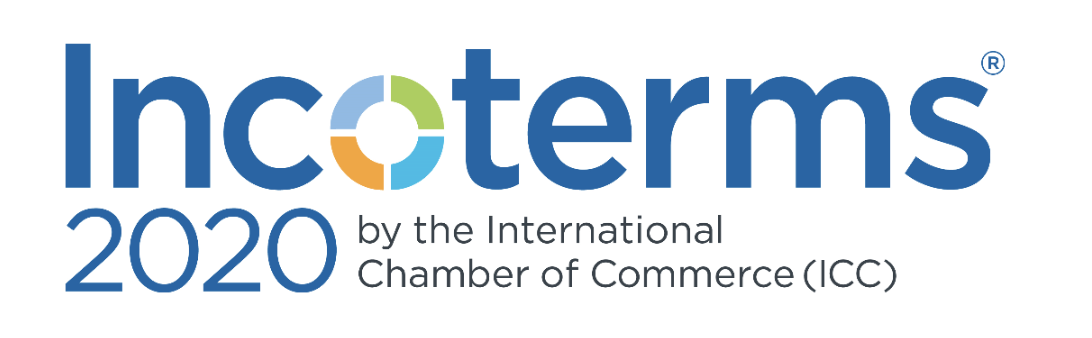 Incoterms®
2020
by the International
Chamber of Commerce (ICC)